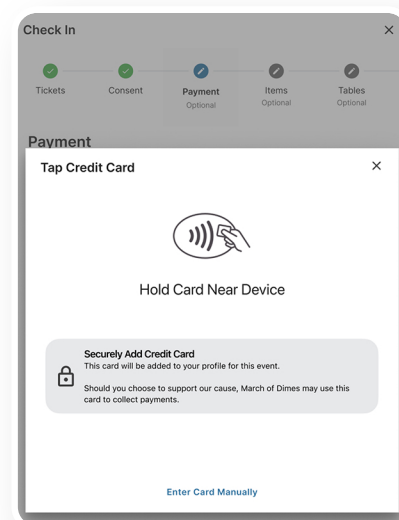 Check In
Tickets
Consent
Payment
Optional
Items
Optional
Tables
Optional
Payment
Tap Credit Card
Hold Card Near Device
Securely Add Credit Card
This card will be added to your profile for this event.
Should you choose to support our cause, March of Dimes may use this
card to collect payments.
Enter Card Manually